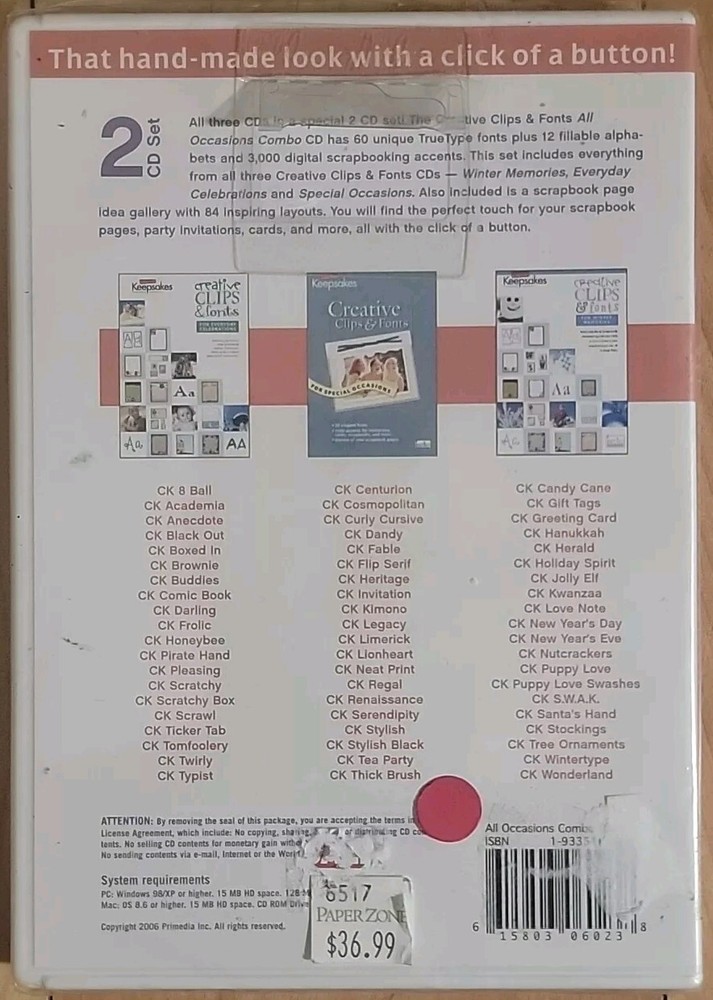 That hand-made look with a click of a button!
2
CD Set
All three CDs in a special 2 CD set! The Creative Clips & Fonts All
Occasions Combo CD has 60 unique TrueType fonts plus 12 fillable alpha-
bets and 3,000 digital scrapbooking accents. This set includes everything
from all three Creative Clips & Fonts CDs — Winter Memories, Everyday
Celebrations and Special Occasions. Also included is a scrapbook page
idea gallery with 84 inspiring layouts. You will find the perfect touch for your scrapbook
pages, party invitations, cards, and more, all with the click of a button.
Keepsakes
creative
CLIPS
& fonts
FOR EVERYDAY
CELEBRATIONS
Aa
Aa
AA
Keepsakes
Creative
Clips & Fonts
FOR SPECIAL OCCASIONS
Keepsakes
creative
CLIPS
& fonts
Aa
CK 8 Ball
CK Academia
CK Anecdote
CK Black Out
CK Boxed In
CK Brownie
CK Buddies
CK Comic Book
CK Darling
CK Frolic
CK Honeybee
CK Pirate Hand
CK Pleasing
CK Scratchy
CK Scratchy Box
CK Scrawl
CK Ticker Tab
CK Tomfoolery
CK Twirly
CK Typist
CK Centurion
CK Cosmopolitan
CK Curly Cursive
CK Dandy
CK Fable
CK Flip Serif
CK Heritage
CK Invitation
CK Kimono
CK Legacy
CK Limerick
CK Lionheart
CK Neat Print
CK Regal
CK Renaissance
CK Serendipity
CK Stylish
CK Stylish Black
CK Tea Party
CK Thick Brush
CK Candy Cane
CK Gift Tags
CK Greeting Card
CK Hanukkah
CK Herald
CK Holiday Spirit
CK Jolly Elf
CK Kwanzaa
CK Love Note
CK New Year's Day
CK New Year's Eve
CK Nutcrackers
CK Puppy Love
CK Puppy Love Swashes
CK S.W.A.K.
CK Santa's Hand
CK Stockings
CK Tree Ornaments
CK Wintertype
CK Wonderland
ATTENTION: By removing the seal of this package, you are accepting the terms in
License Agreement, which include: No copying, sharing, or distributing CD
tents. No selling CD contents for monetary gain
No sending contents via e-mail, Internet or the
System requirements
PC: Windows 98/XP or higher. 15 MB HD space. 128
Mac: OS 8.6 or higher. 15 MB HD space. CD ROM Drive
Copyright 2006 Primedia Inc. All rights reserved.
6517
PAPER ZONE
$36.99
All Occasions Combo
ISBN 1-933
6 15803 06023 8